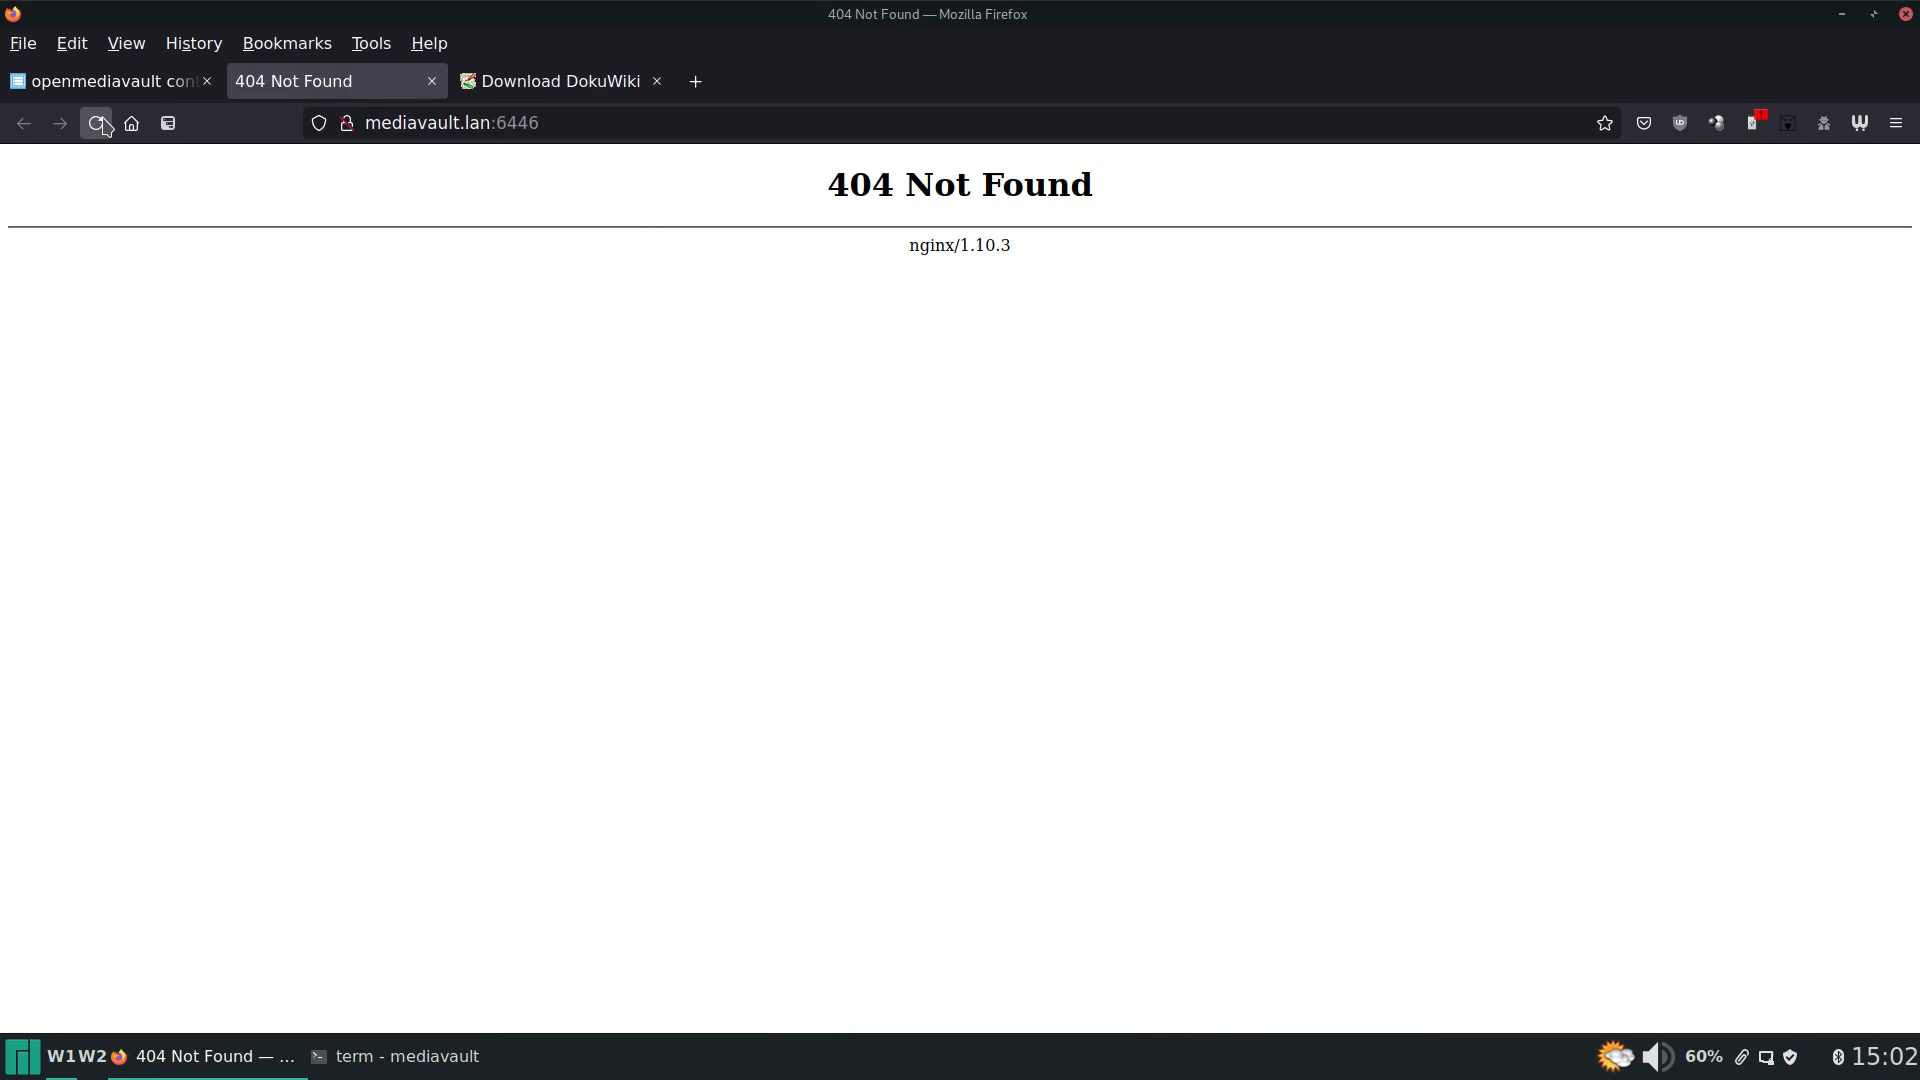 404 Not Found — Mozilla Firefox
File Edit View History Bookmarks Tools Help
openmediavault con
404 Not Found
Download DokuWiki
mediavault.lan:6446
404 Not Found
nginx/1.10.3
W1 W2 404 Not Found — ... term - mediavault 60% 15:02